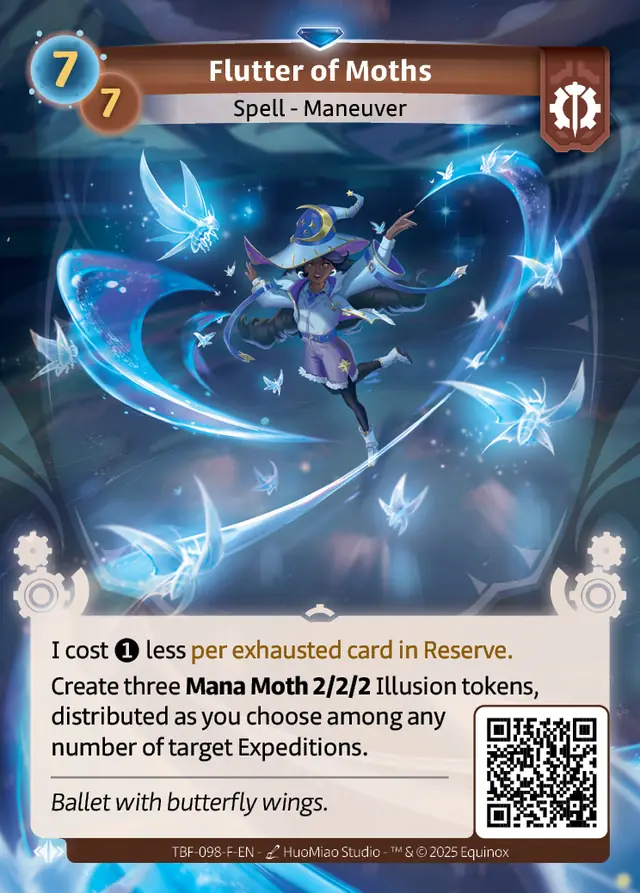 7
7
Flutter of Moths
Spell - Maneuver
I cost 1 less per exhausted card in Reserve.
Create three Mana Moth 2/2/2 Illusion tokens,
distributed as you choose among any
number of target Expeditions.
Ballet with butterfly wings.
TBF-098-F-EN - HuoMiao Studio - ™ & © 2025 Equinox